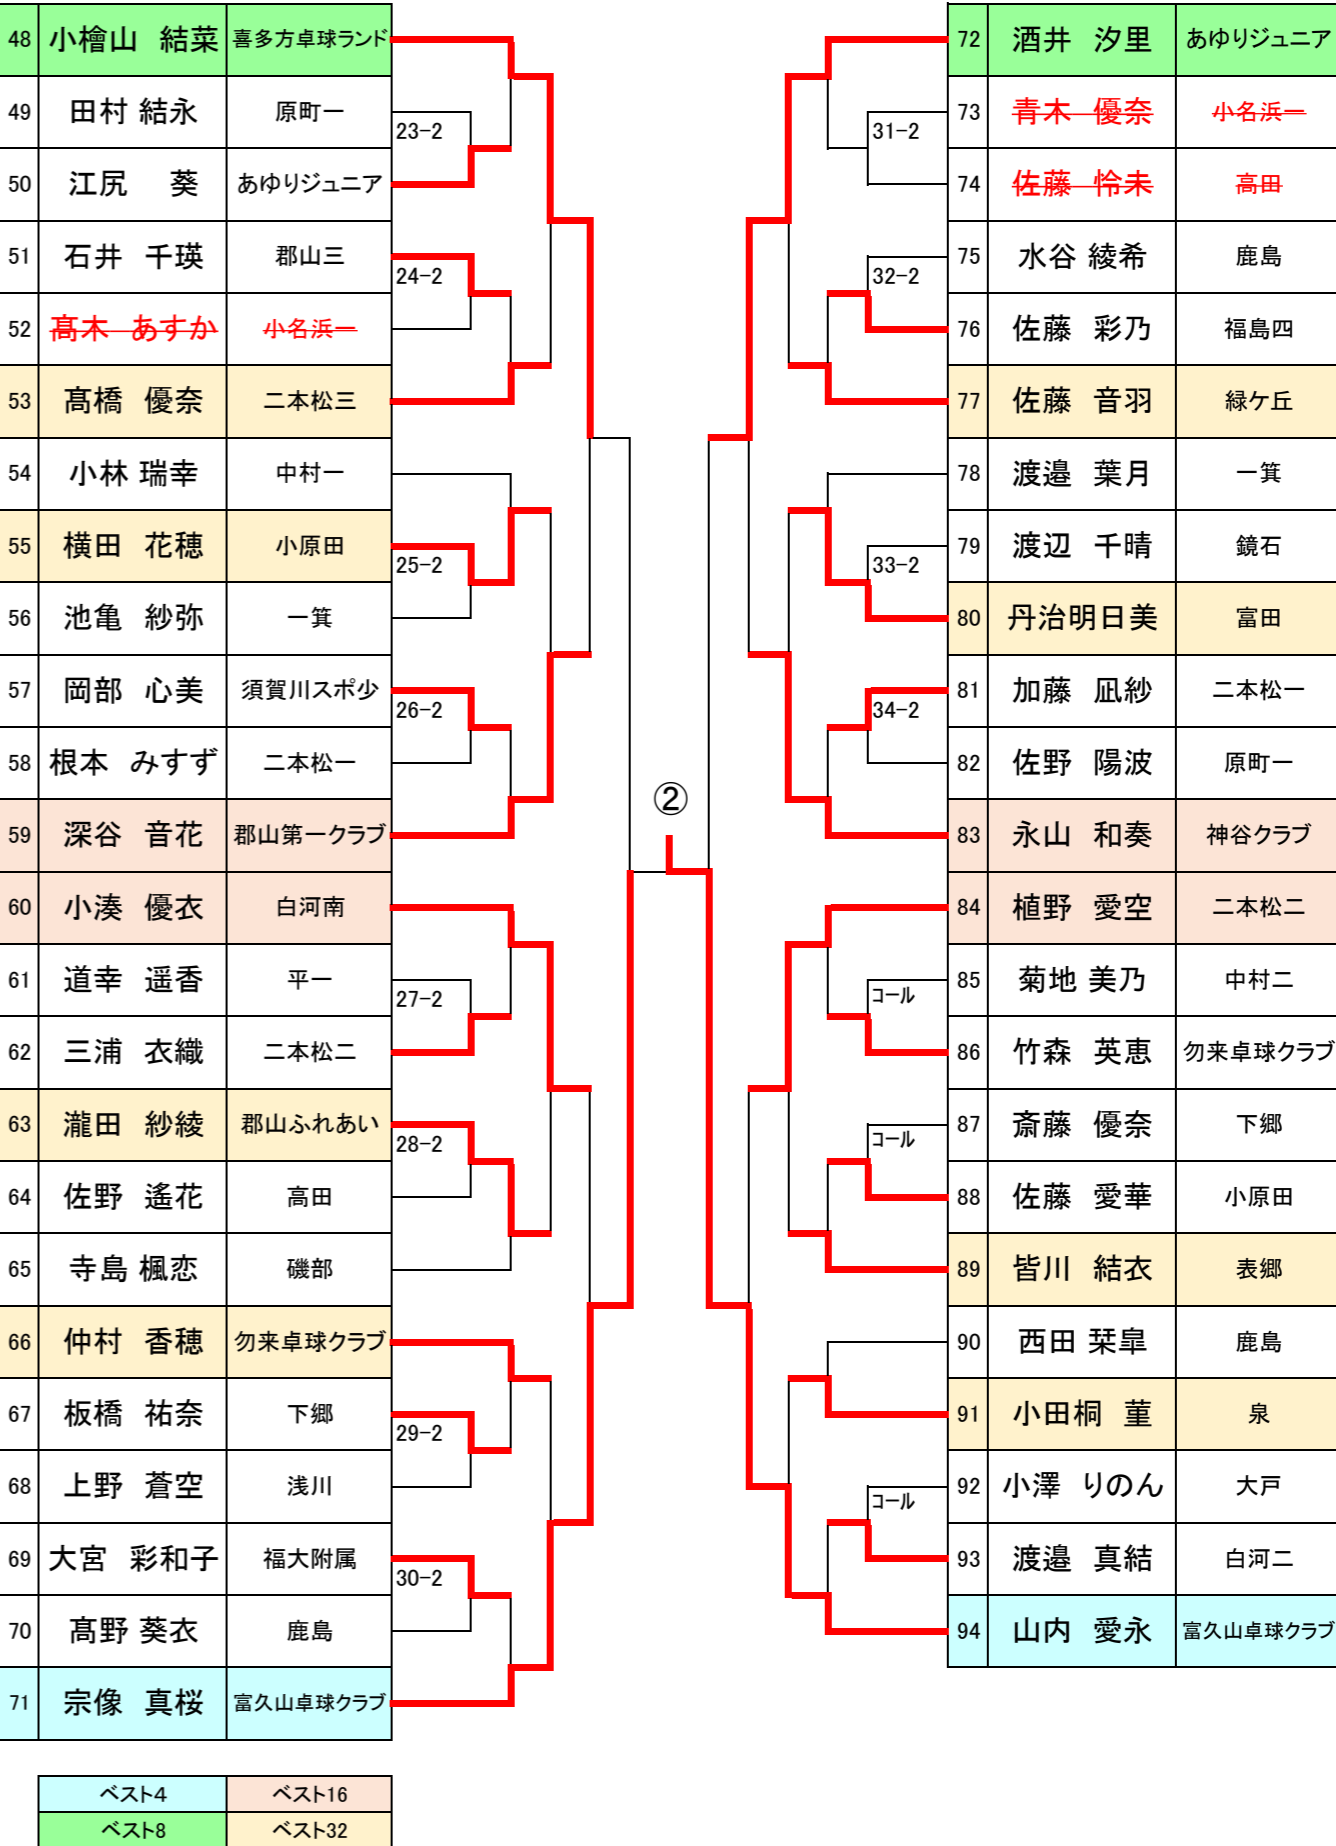 48 小檜山 結菜 喜多方卓球ランド
49 田村 結永 原町一
23-2
50 江尻 葵 あゆりジュニア
51 石井 千瑛 郡山三
24-2
52 髙木 あすか 小名浜一
53 髙橋 優奈 二本松三
54 小林 瑞幸 中村一
55 横田 花穂 小原田
25-2
56 池亀 紗弥 一箕
57 岡部 心美 須賀川スポ少
26-2
58 根本 みすず 二本松一
59 深谷 音花 郡山第一クラブ
60 小湊 優衣 白河南
61 道幸 遥香 平一
27-2
62 三浦 衣織 二本松二
63 瀧田 紗綾 郡山ふれあい
28-2
64 佐野 遙花 高田
65 寺島 楓恋 磯部
66 仲村 香穂 勿来卓球クラブ
67 板橋 祐奈 下郷
29-2
68 上野 蒼空 浅川
69 大宮 彩和子 福大附属
30-2
70 髙野 葵衣 鹿島
71 宗像 真桜 富久山卓球クラブ
②
72 酒井 汐里 あゆりジュニア
73 青木 優奈 小名浜一
31-2
74 佐藤 怜未 高田
75 水谷 綾希 鹿島
32-2
76 佐藤 彩乃 福島四
77 佐藤 音羽 緑ケ丘
78 渡邉 葉月 一箕
79 渡辺 千晴 鏡石
33-2
80 丹治明日美 富田
81 加藤 凪紗 二本松一
34-2
82 佐野 陽波 原町一
83 永山 和奏 神谷クラブ
84 植野 愛空 二本松二
85 菊地 美乃 中村二
コール
86 竹森 英恵 勿来卓球クラブ
87 斎藤 優奈 下郷
コール
88 佐藤 愛華 小原田
89 皆川 結衣 表郷
90 西田 栞皐 鹿島
91 小田桐 菫 泉
92 小澤 りのん 大戸
コール
93 渡邉 真結 白河二
94 山内 愛永 富久山卓球クラブ
ベスト4 ベスト16
ベスト8 ベスト32